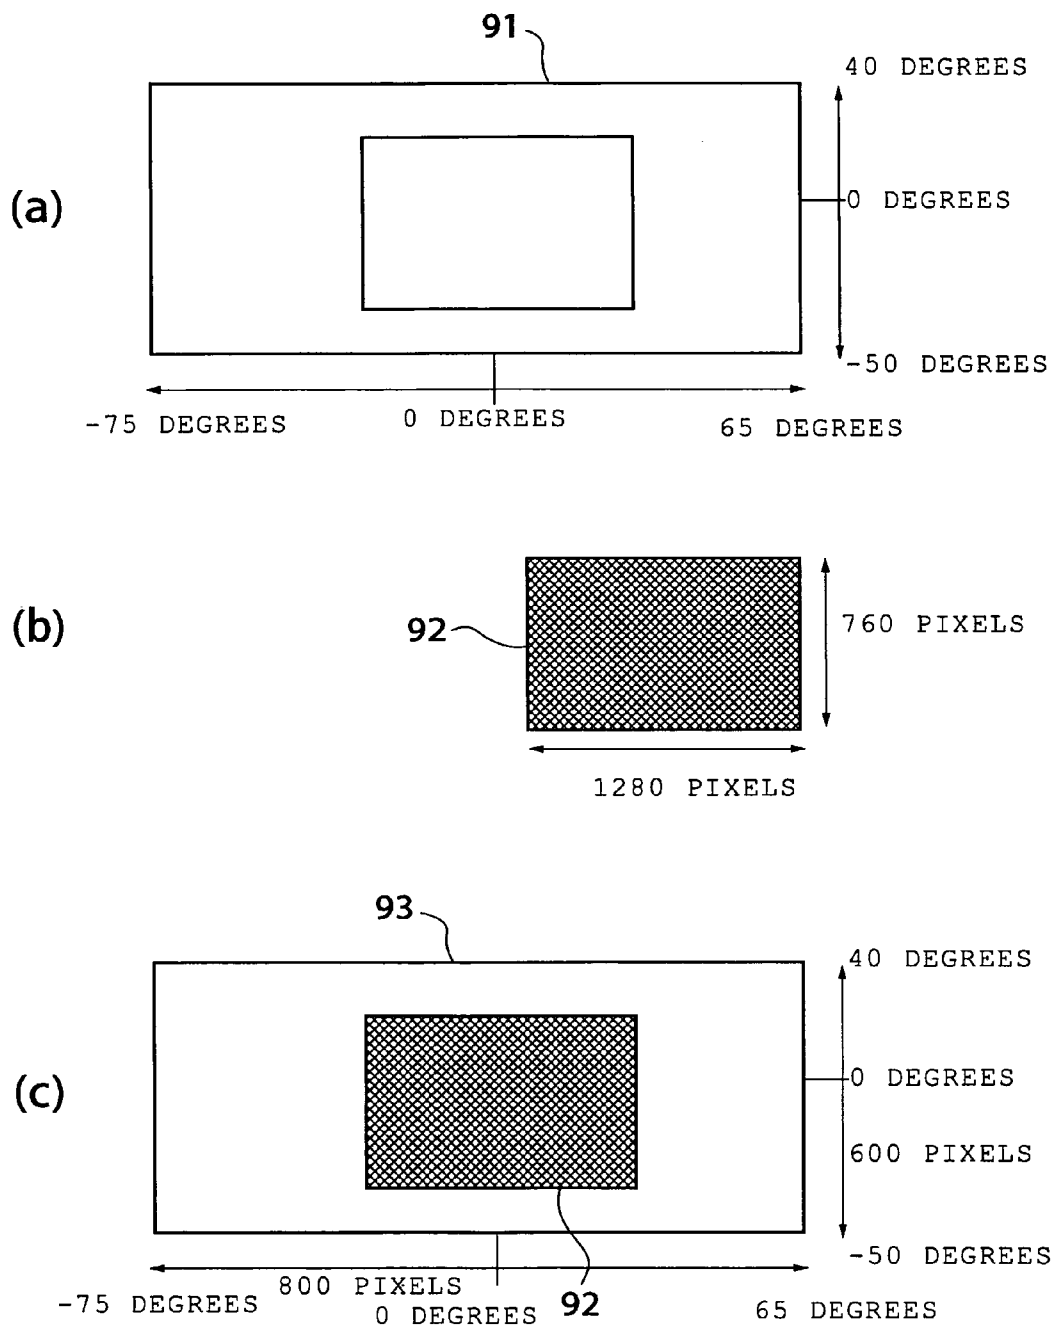 91
40 DEGREES
(a)
0 DEGREES
-50 DEGREES
-75 DEGREES
0 DEGREES
65 DEGREES
(b)
92
760 PIXELS
1280 PIXELS
93
40 DEGREES
(c)
0 DEGREES
600 PIXELS
-50 DEGREES
800 PIXELS
-75 DEGREES
0 DEGREES
92
65 DEGREES